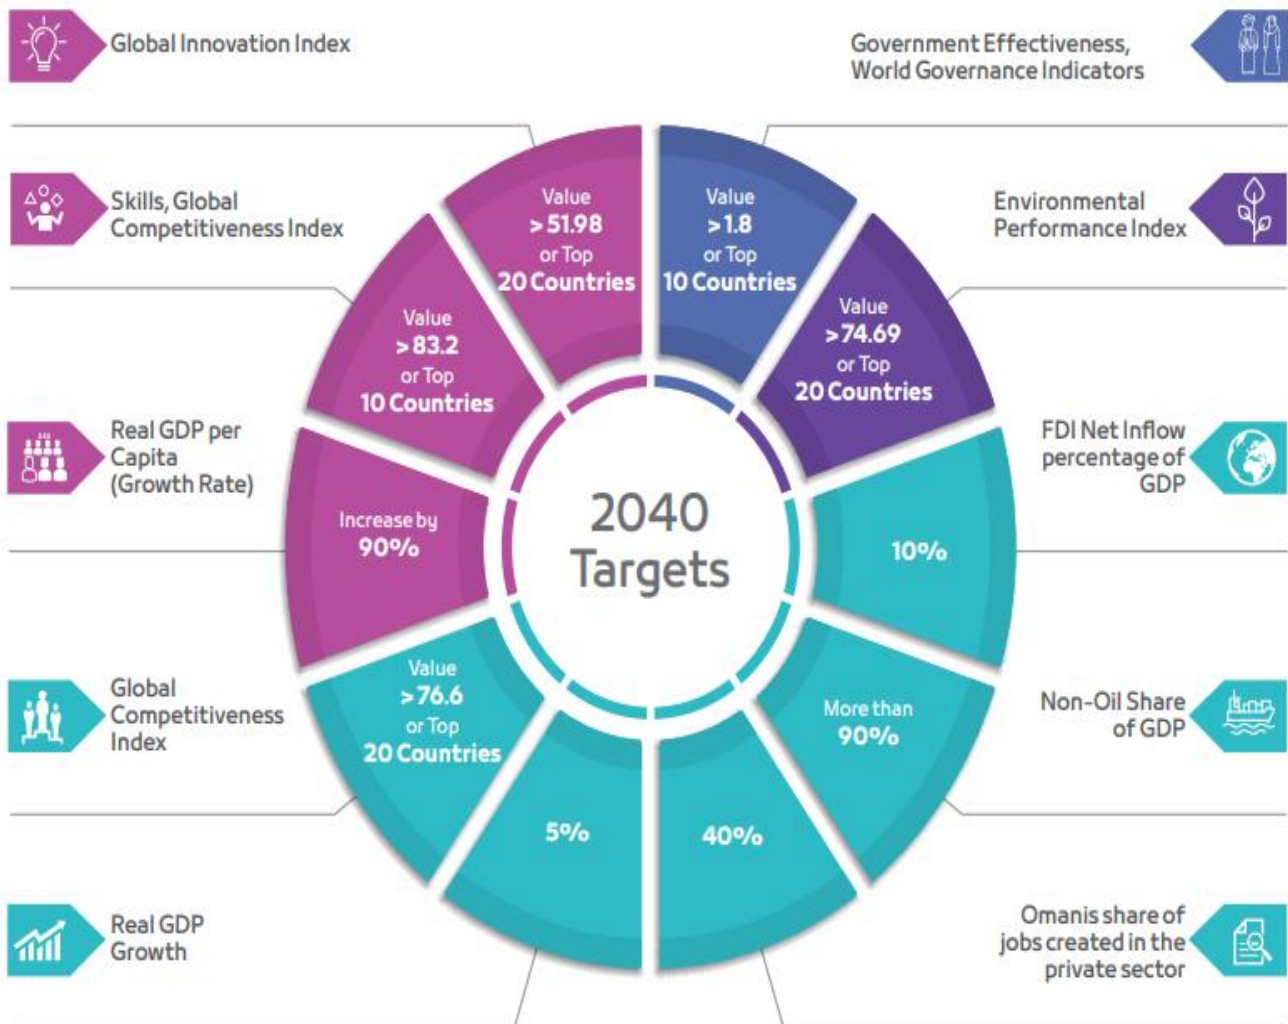 Global Innovation Index
Government Effectiveness,
World Governance Indicators
Skills, Global
Competitiveness Index
Environmental
Performance Index
Real GDP per
Capita
(Growth Rate)
FDI Net Inflow
percentage of
GDP
Global
Competitiveness
Index
Non-Oil Share
of GDP
Real GDP
Growth
Omanis share of
jobs created in the
private sector
Value
>51.98
or Top
20 Countries
Value
>1.8
or Top
10 Countries
Value
>83.2
or Top
10 Countries
Value
>74.69
or Top
20 Countries
Increase by
90%
2040
Targets
10%
Value
>76.6
or Top
20 Countries
More than
90%
5%
40%